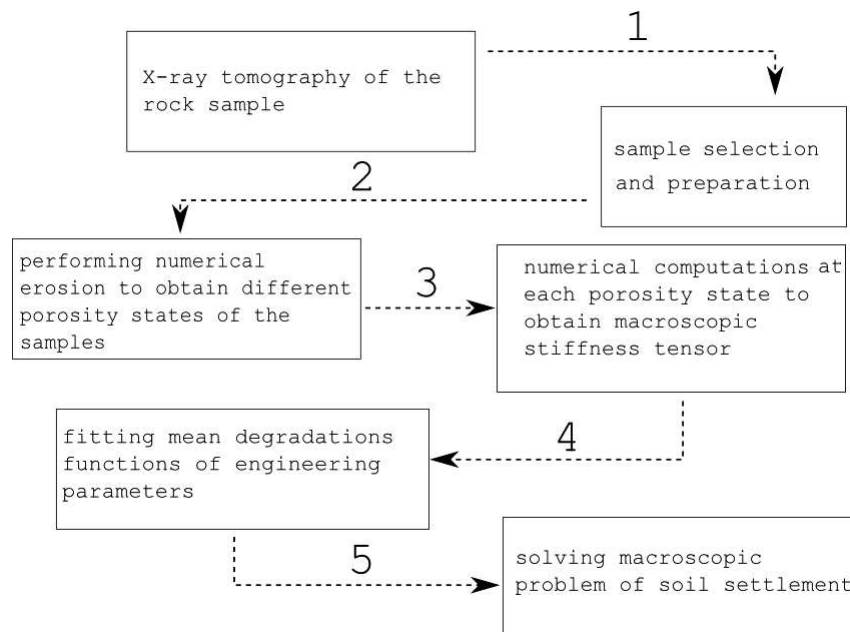 1
X-ray tomography of the
rock sample
sample selection
and preparation
2
performing numerical
erosion to obtain different
porosity states of the
samples
3
numerical computations at
each porosity state to
obtain macroscopic
stiffness tensor
4
fitting mean degradations
functions of engineering
parameters
5
solving macroscopic
problem of soil settlement